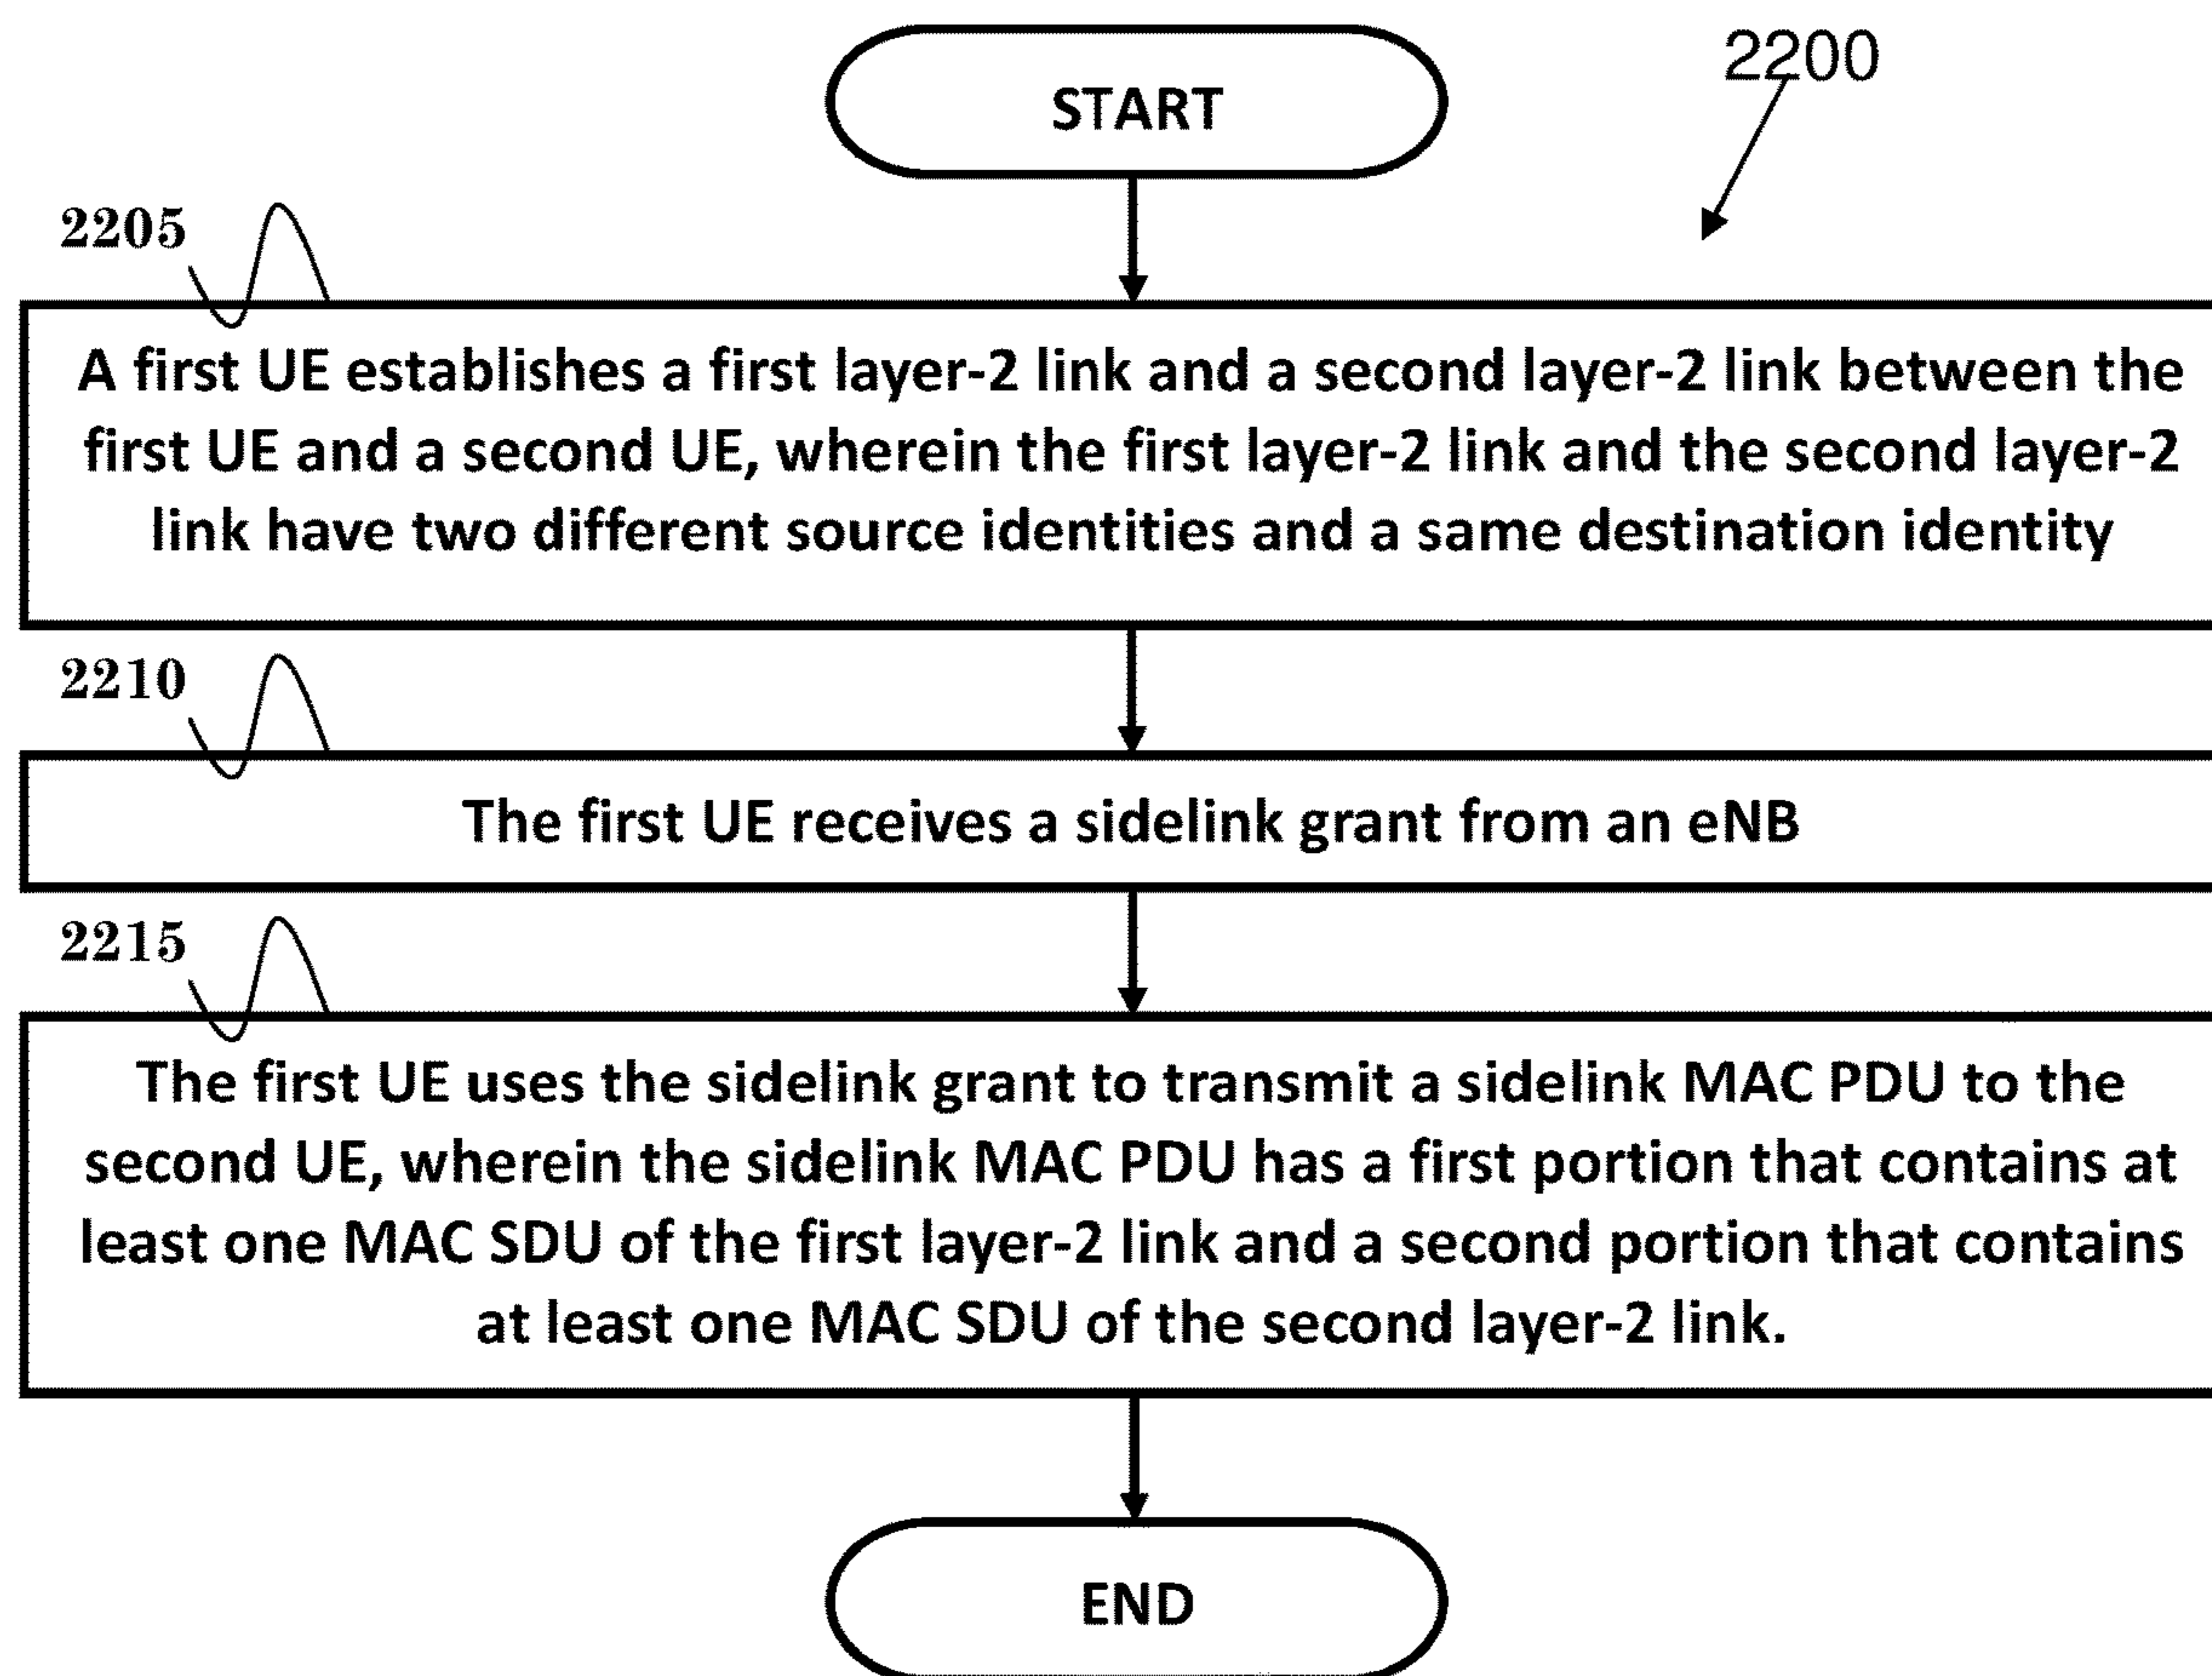 START
2200
2205
A first UE establishes a first layer-2 link and a second layer-2 link between the
first UE and a second UE, wherein the first layer-2 link and the second layer-2
link have two different source identities and a same destination identity
2210
The first UE receives a sidelink grant from an eNB
2215
The first UE uses the sidelink grant to transmit a sidelink MAC PDU to the
second UE, wherein the sidelink MAC PDU has a first portion that contains at
least one MAC SDU of the first layer-2 link and a second portion that contains
at least one MAC SDU of the second layer-2 link.
END